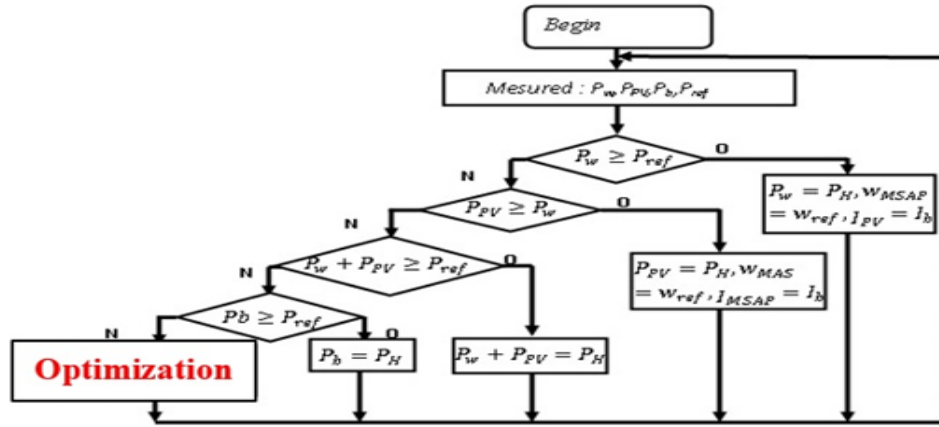 Begin
Mesured : P_w, P_PV, P_b, P_ref
P_w ≥ P_ref
O
N
P_w = P_H, w_MSAP
= w_ref, I_PV = I_b
P_PV ≥ P_w
O
N
P_PV = P_H, w_MAS
= w_ref, I_MSAP = I_b
P_w + P_PV ≥ P_ref
O
N
Pb ≥ P_ref
O
N
P_b = P_H
P_w + P_PV = P_H
Optimization